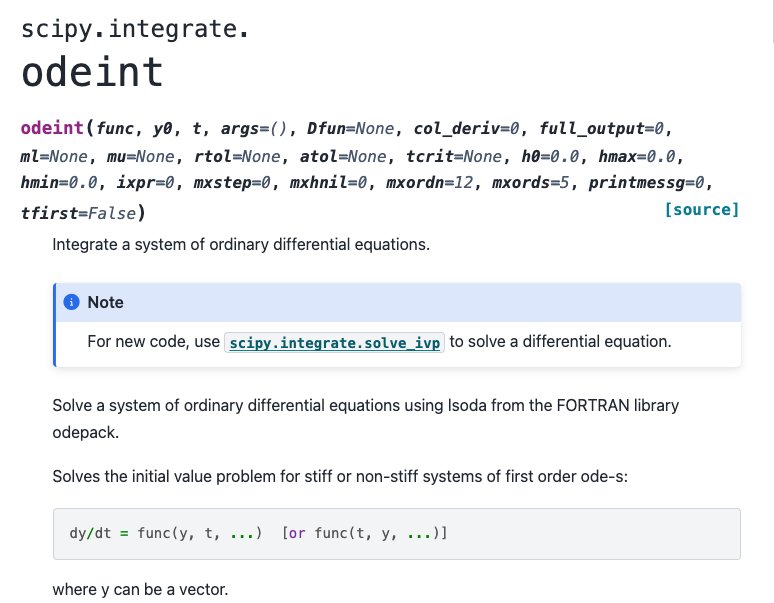 scipy.integrate.
odeint
odeint(func, y0, t, args=(), Dfun=None, col_deriv=0, full_output=0,
ml=None, mu=None, rtol=None, atol=None, tcrit=None, h0=0.0, hmax=0.0,
hmin=0.0, ixpr=0, mxstep=0, mxhnil=0, mxordn=12, mxords=5, printmessg=0,
tfirst=False) [source]
Integrate a system of ordinary differential equations.
Note
For new code, use scipy.integrate.solve_ivp to solve a differential equation.
Solve a system of ordinary differential equations using lsoda from the FORTRAN library
odepack.
Solves the initial value problem for stiff or non-stiff systems of first order ode-s:
dy/dt = func(y, t, ...)  [or func(t, y, ...)]
where y can be a vector.